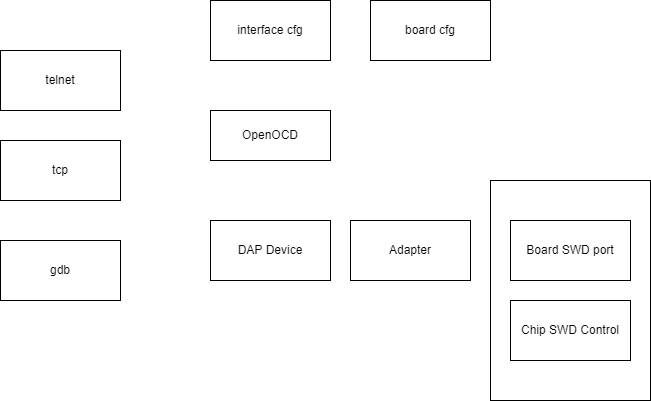 interface cfg
board cfg
telnet
OpenOCD
tcp
DAP Device
Adapter
Board SWD port
gdb
Chip SWD Control